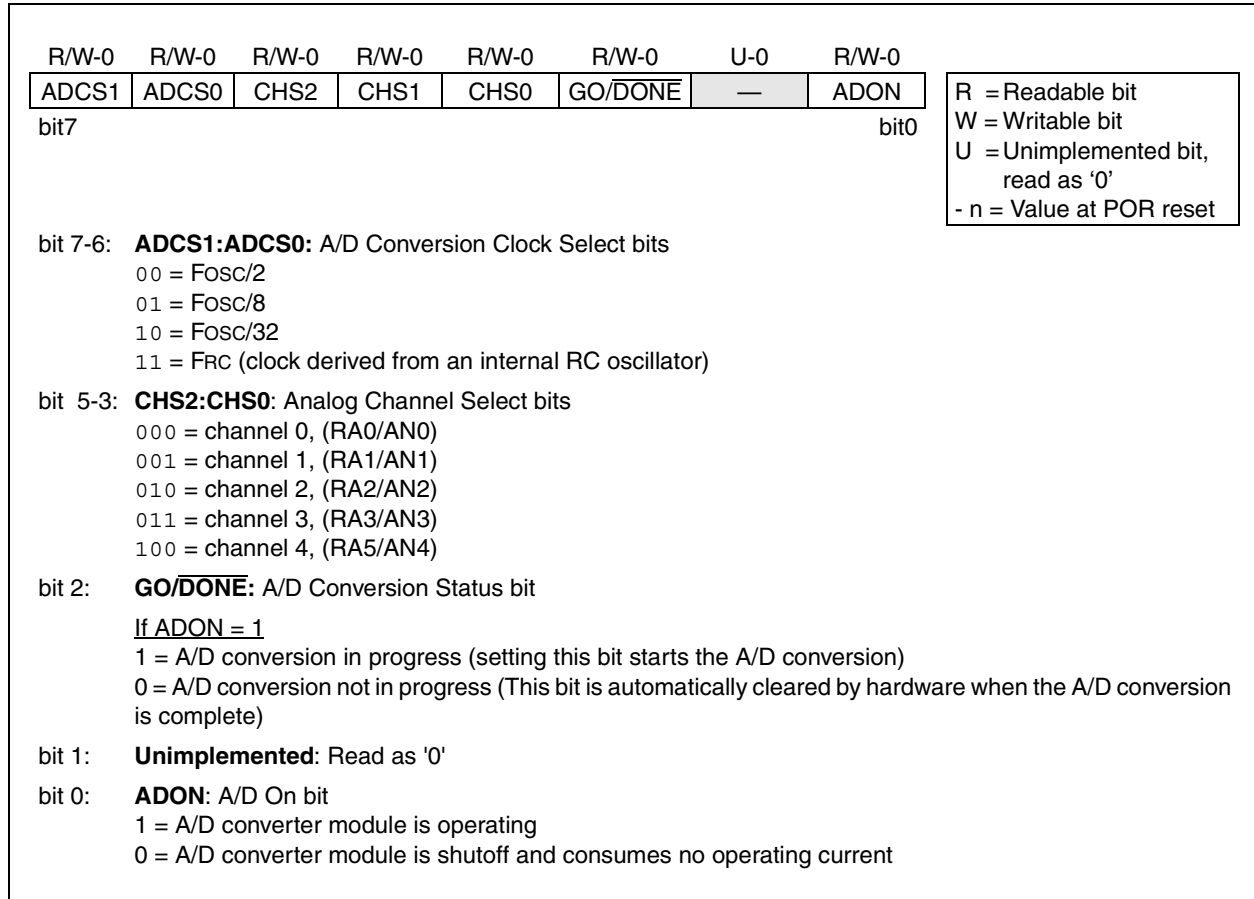 R/W-0 R/W-0 R/W-0 R/W-0 R/W-0 R/W-0 U-0 R/W-0
ADCS1 ADCS0 CHS2 CHS1 CHS0 GO/DONE — ADON
bit7 bit0
R = Readable bit
W = Writable bit
U = Unimplemented bit,
read as ‘0’
- n = Value at POR reset
bit 7-6: ADCS1:ADCS0: A/D Conversion Clock Select bits
00 = FOSC/2
01 = FOSC/8
10 = FOSC/32
11 = FRC (clock derived from an internal RC oscillator)
bit 5-3: CHS2:CHS0: Analog Channel Select bits
000 = channel 0, (RA0/AN0)
001 = channel 1, (RA1/AN1)
010 = channel 2, (RA2/AN2)
011 = channel 3, (RA3/AN3)
100 = channel 4, (RA5/AN4)
bit 2: GO/DONE: A/D Conversion Status bit
If ADON = 1
1 = A/D conversion in progress (setting this bit starts the A/D conversion)
0 = A/D conversion not in progress (This bit is automatically cleared by hardware when the A/D conversion
is complete)
bit 1: Unimplemented: Read as '0'
bit 0: ADON: A/D On bit
1 = A/D converter module is operating
0 = A/D converter module is shutoff and consumes no operating current